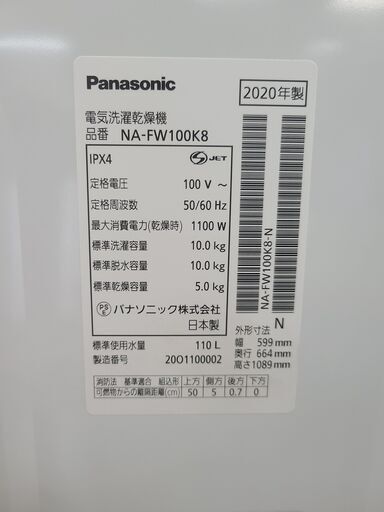 Panasonic
2020年製
電気洗濯乾燥機
品番 NA-FW100K8
IPX4 S JET
定格電圧 100 V ~
定格周波数 50/60 Hz
最大消費電力(乾燥時) 1100 W
標準洗濯容量 10.0 kg
標準脱水容量 10.0 kg
標準乾燥容量 5.0 kg
PS E パナソニック株式会社
日本製
標準使用水量 110 L
製造番号 20O1100002
NA-FW100K8-N
N
外形寸法
幅 599 mm
奥行 664 mm
高さ1089 mm
消防法 基準適合 組込形 上方 側方 後方 下方
可燃物からの離隔距離(cm) 50 5 0.7 0